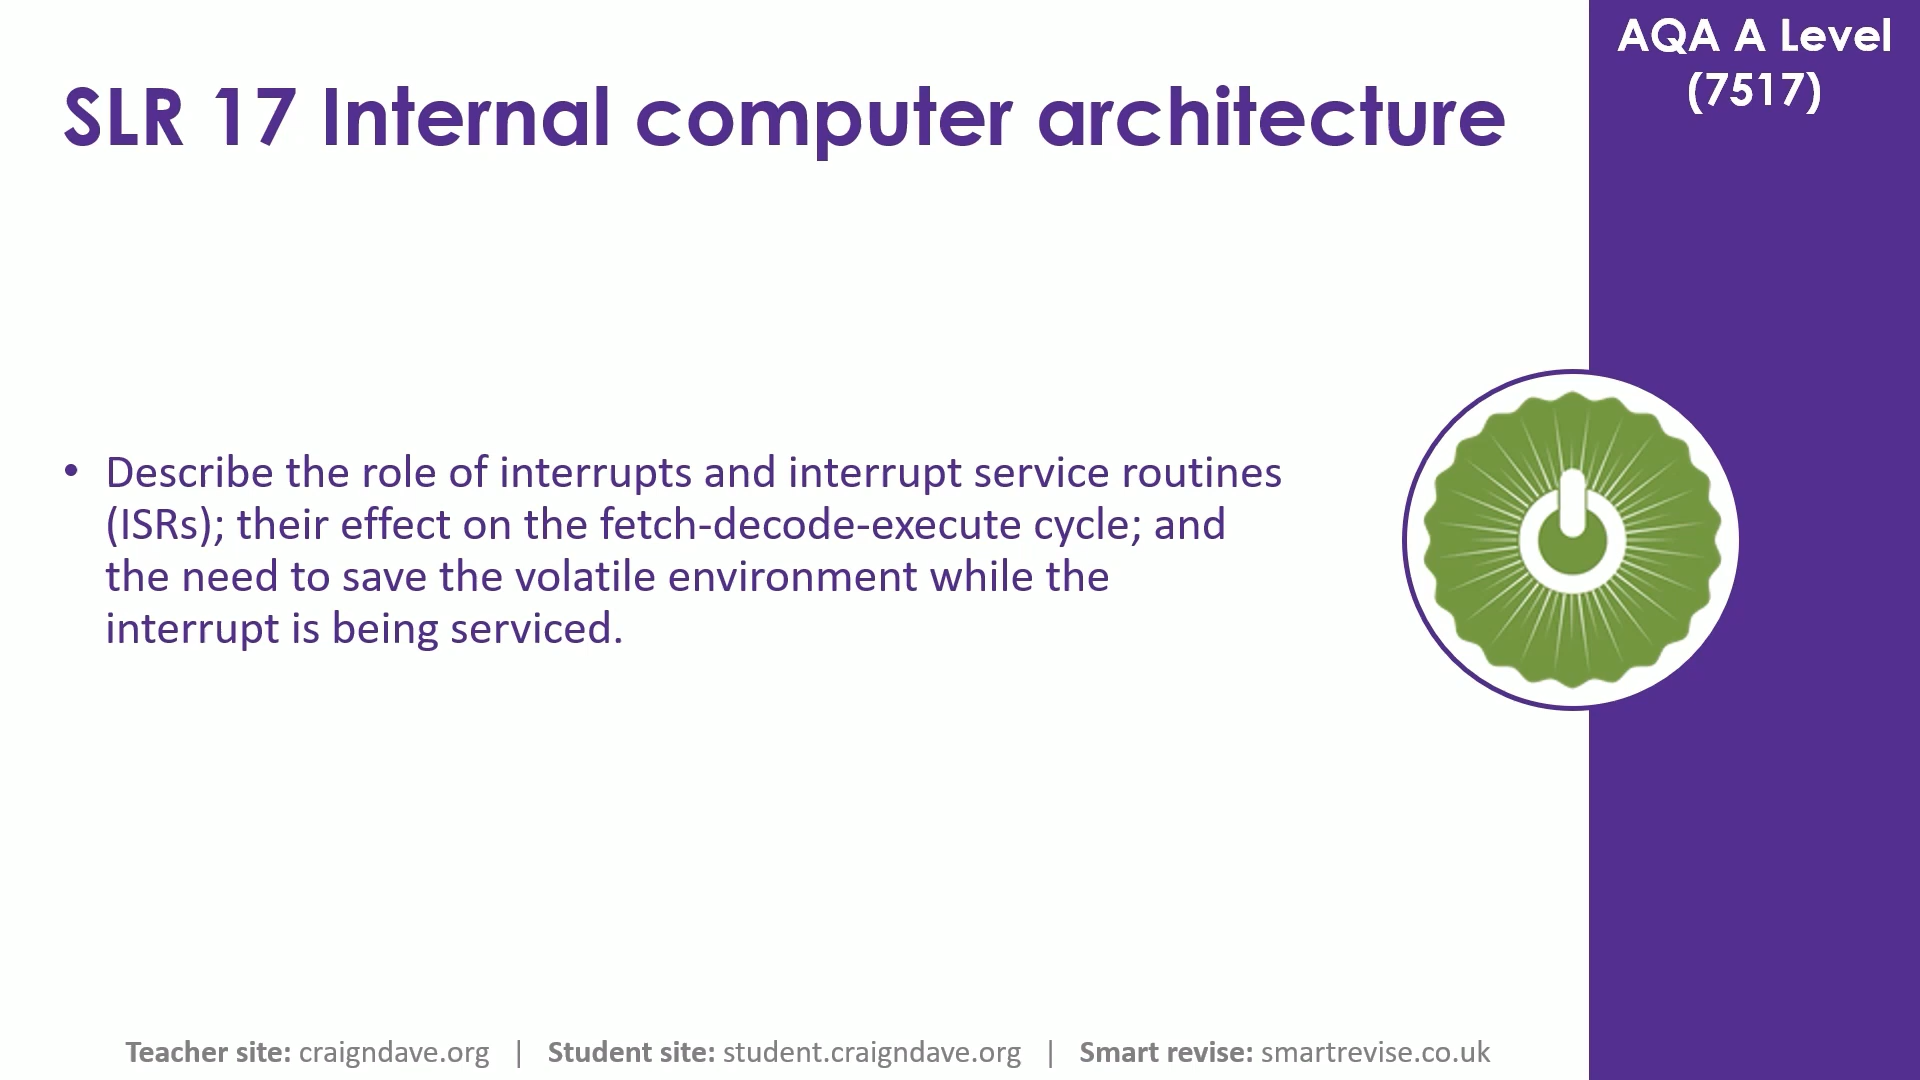 AQA A Level
(7517)
SLR 17 Internal computer architecture
• Describe the role of interrupts and interrupt service routines
(ISRs); their effect on the fetch-decode-execute cycle; and
the need to save the volatile environment while the
interrupt is being serviced.
Teacher site: craigndave.org | Student site: student.craigndave.org | Smart revise: smartrevise.co.uk